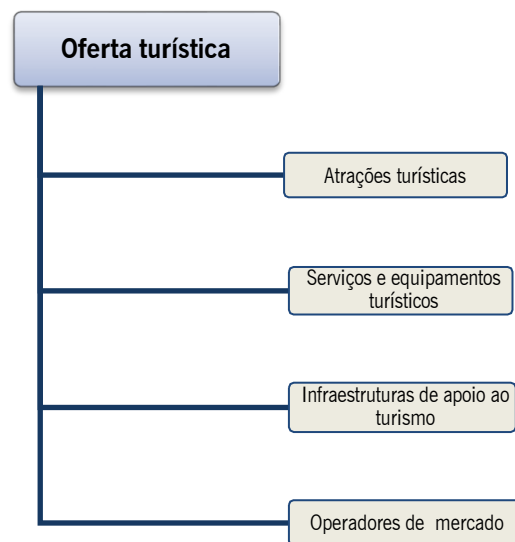 Oferta turística
Atrações turísticas
Serviços e equipamentos
turísticos
Infraestruturas de apoio ao
turismo
Operadores de mercado